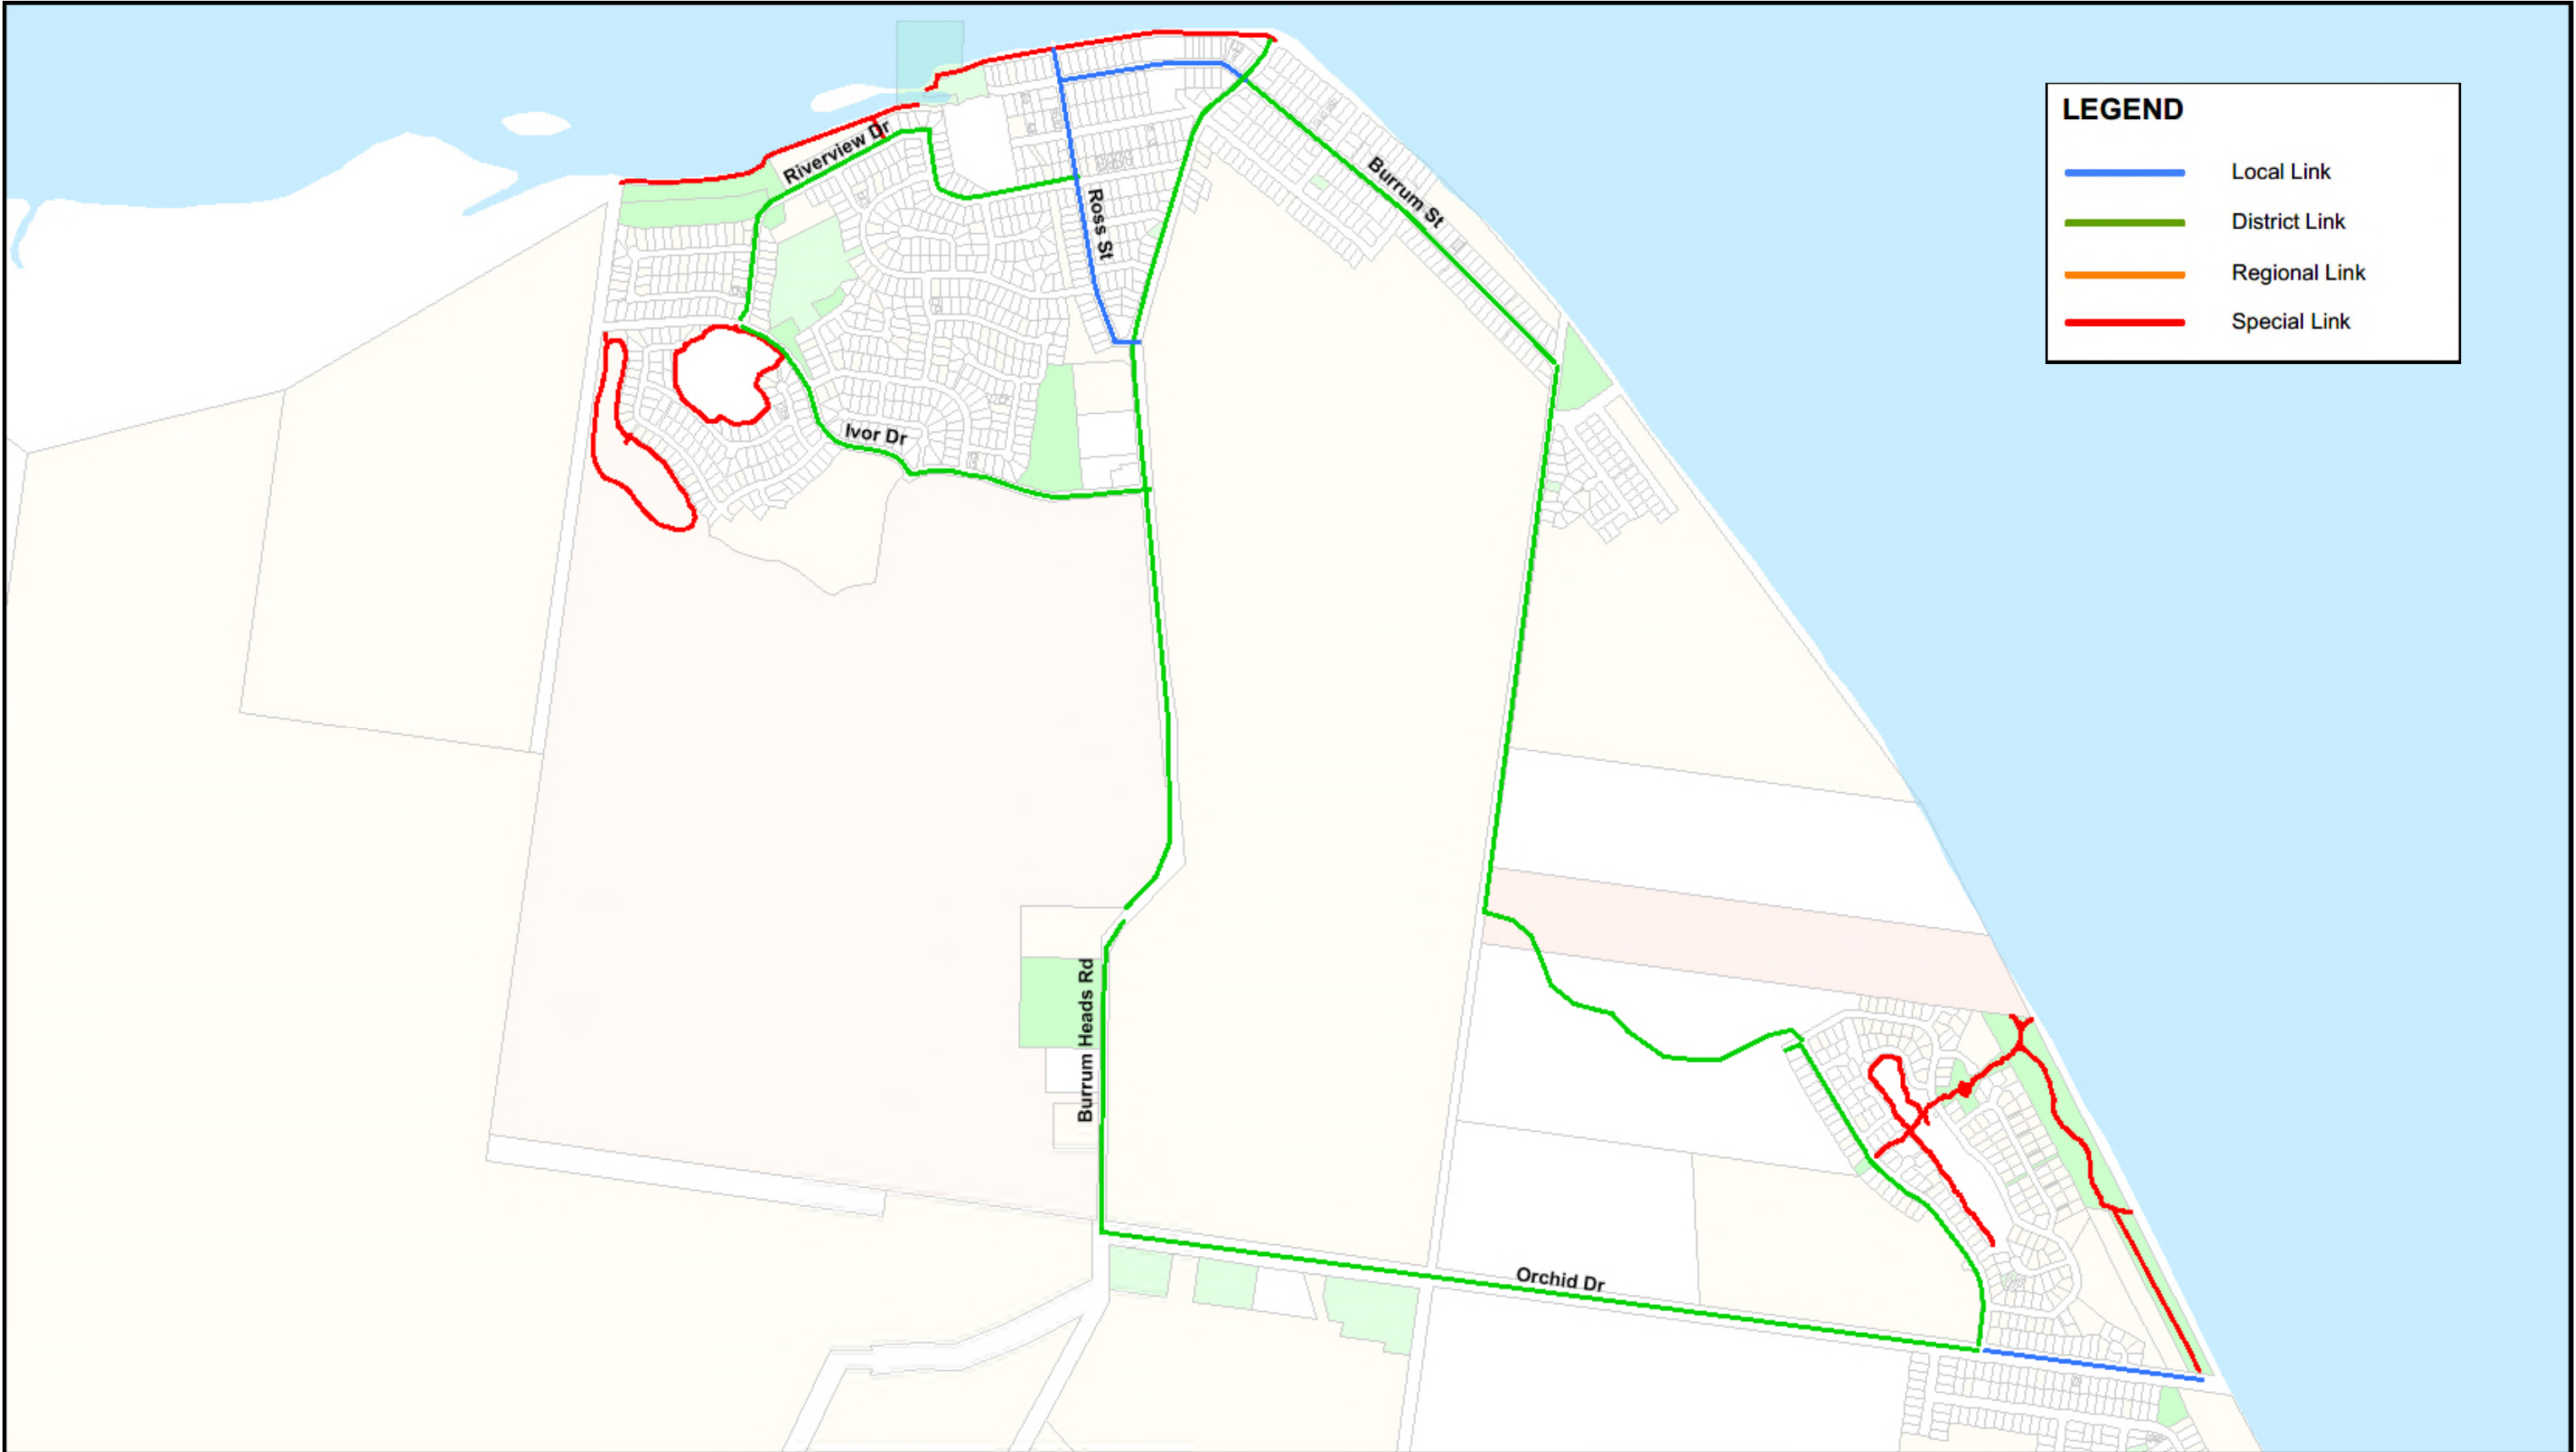 LEGEND
Local Link
District Link
Regional Link
Special Link
Riverview Dr
Ross St
Burrum St
Ivor Dr
Burrum Heads Rd
Orchid Dr